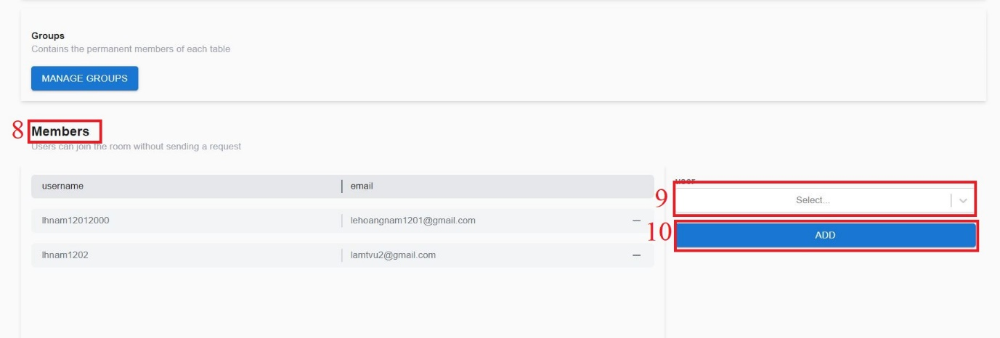 Groups
Contains the permanent members of each table
MANAGE GROUPS
8 Members
Users can join the room without sending a request
username email
lhnam12012000 lehoangnam1201@gmail.com
lhnam1202 lamtvu2@gmail.com
user
9 Select...
10 ADD